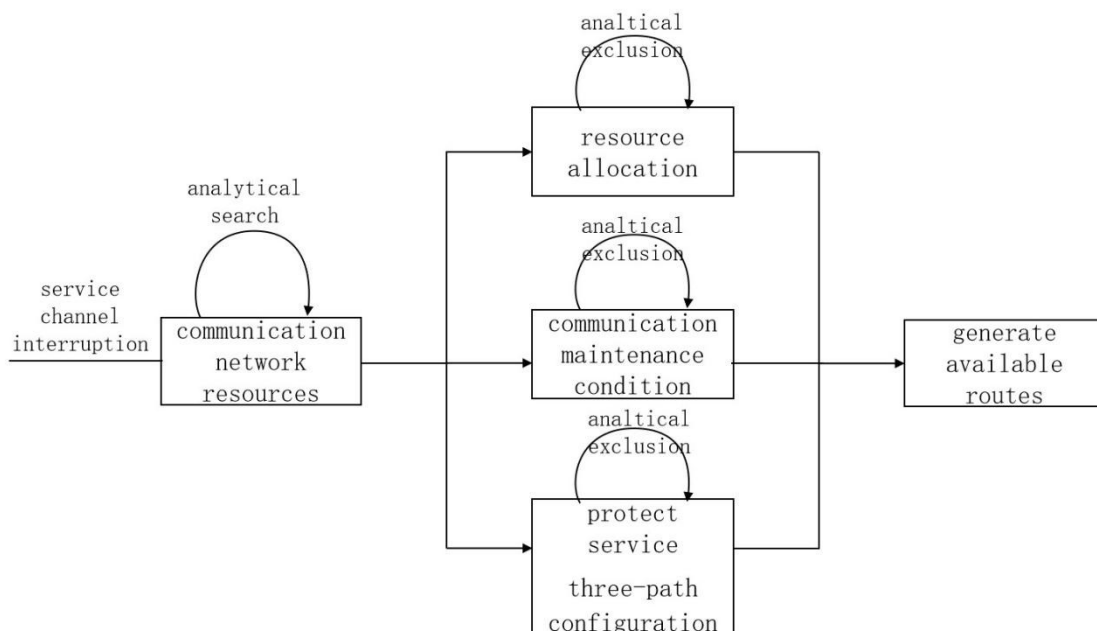 analtical
exclusion
resource
allocation
analytical
search
service
channel
interruption
communication
network
resources
analtical
exclusion
communication
maintenance
condition
generate
available
routes
analtical
exclusion
protect
service
three-path
configuration